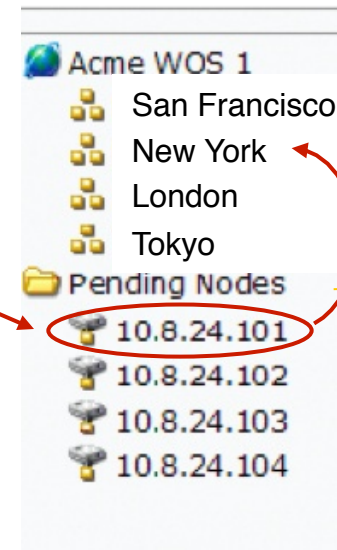 Acme WOS 1
San Francisco
New York
London
Tokyo
Pending Nodes
10.8.24.101
10.8.24.102
10.8.24.103
10.8.24.104